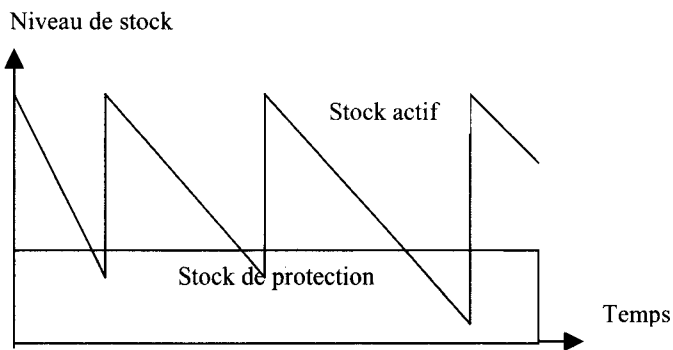 Niveau de stock
Stock actif
Stock de protection
Temps